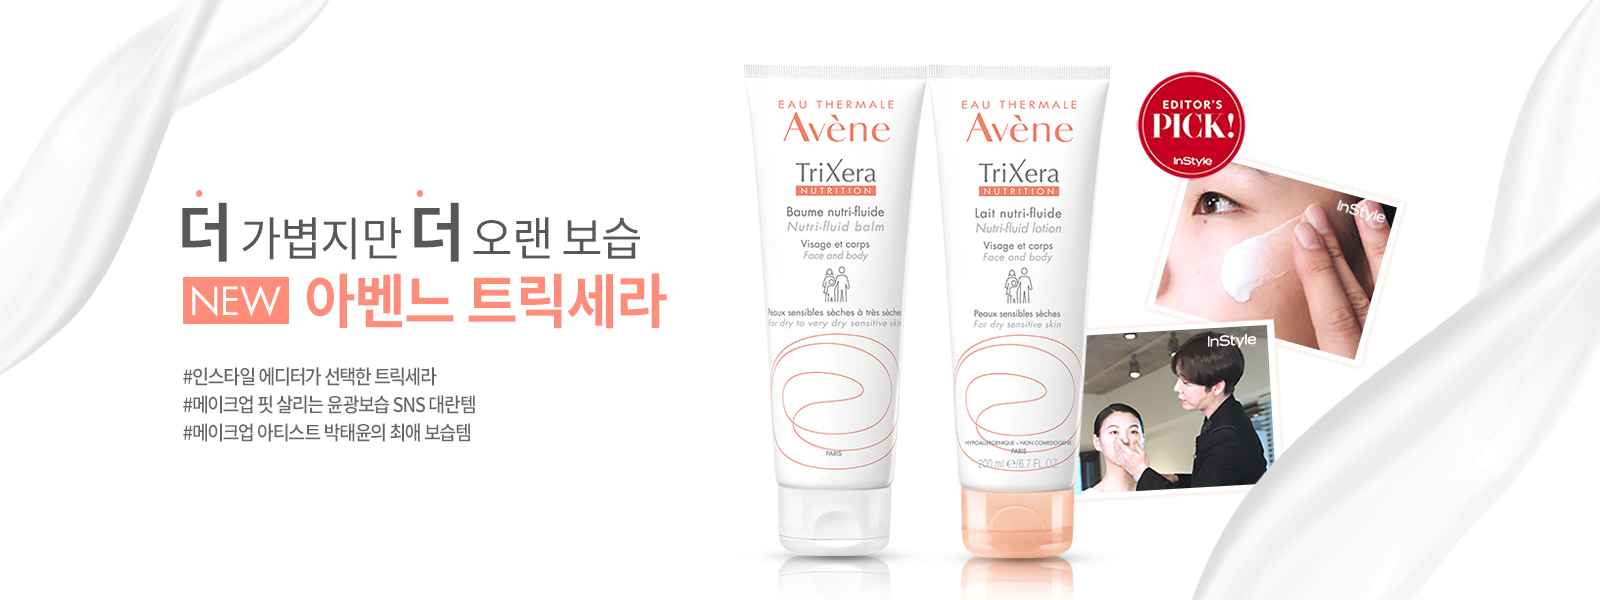 더 가볍지만 더 오랜 보습
NEW 아벤느 트릭세라
#인스타일 에디터가 선택한 트릭세라
#메이크업 핏 살리는 윤광보습 SNS 대란템
#메이크업 아티스트 박태윤의 최애 보습템
EAU THERMALE
Avène
TriXera
NUTRITION
Baume nutri-fluide
Nutri-fluid balm
Visage et corps
Face and body
Peaux sensibles sèches à très sèches
For dry to very dry sensitive skin
PARIS
EAU THERMALE
Avène
TriXera
NUTRITION
Lait nutri-fluide
Nutri-fluid lotion
Visage et corps
Face and body
Peaux sensibles sèches
For dry sensitive skin
HYPOALLERGÉNIQUE – NON COMEDOGÈNE
PARIS
200 ml e/6.7 FL.OZ.
EDITOR'S
PICK!
InStyle
InStyle
InStyle